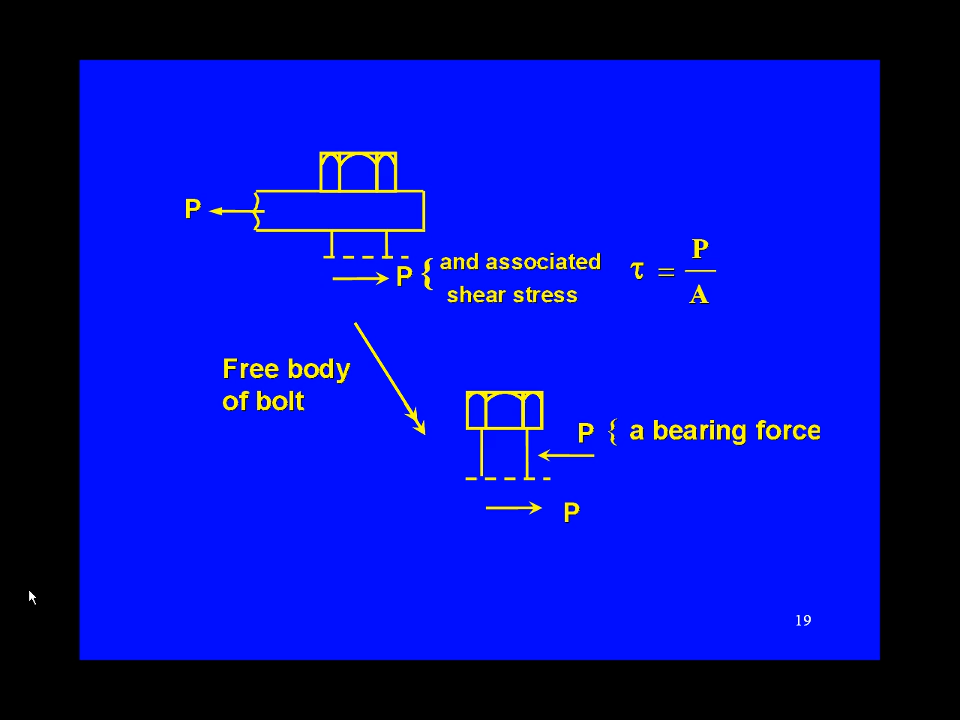 P
P { and associated
shear stress
τ = P
A
Free body
of bolt
P { a bearing force
P
19